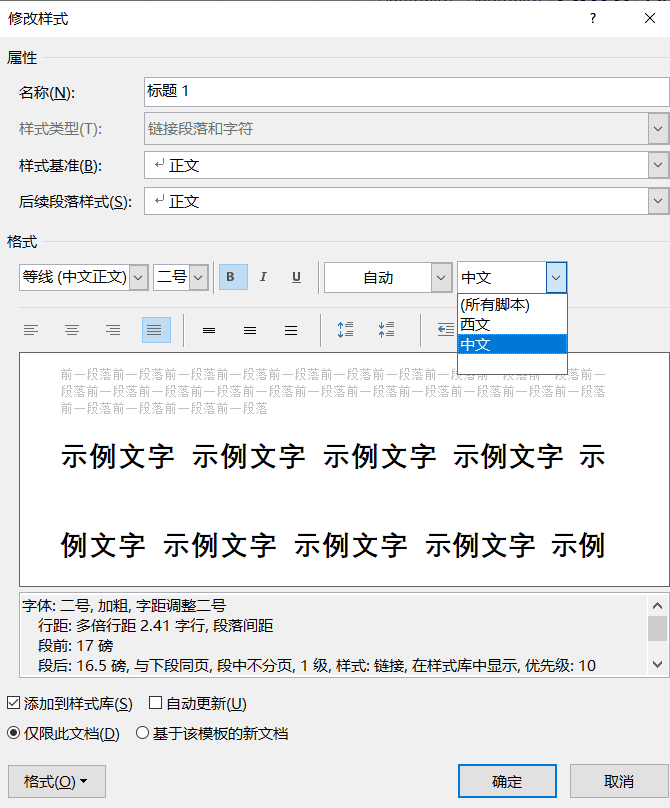 修改样式 ?
属性
名称(N): 标题 1
样式类型(T): 链接段落和字符
样式基准(B): 正文
后续段落样式(S): 正文
格式
等线 (中文正文) 二号 B I U 自动 中文
(所有脚本)
西文
中文
前一段落前一段落前一段落前一段落前一段落前一段落前一段落前一段落前一段落前一段落前一
段落前一段落前一段落前一段落前一段落前一段落前一段落前一段落前一段落前一段落前一段落
前一段落前一段落前一段落前一段落
示例文字 示例文字 示例文字 示例文字 示
例文字 示例文字 示例文字 示例文字 示例
字体: 二号, 加粗, 字距调整二号
行距: 多倍行距 2.41 字行, 段落间距
段前: 17 磅
段后: 16.5 磅, 与下段同页, 段中不分页, 1 级, 样式: 链接, 在样式库中显示, 优先级: 10
添加到样式库(S) 自动更新(U)
仅限此文档(D) 基于该模板的新文档
格式(O) 确定 取消